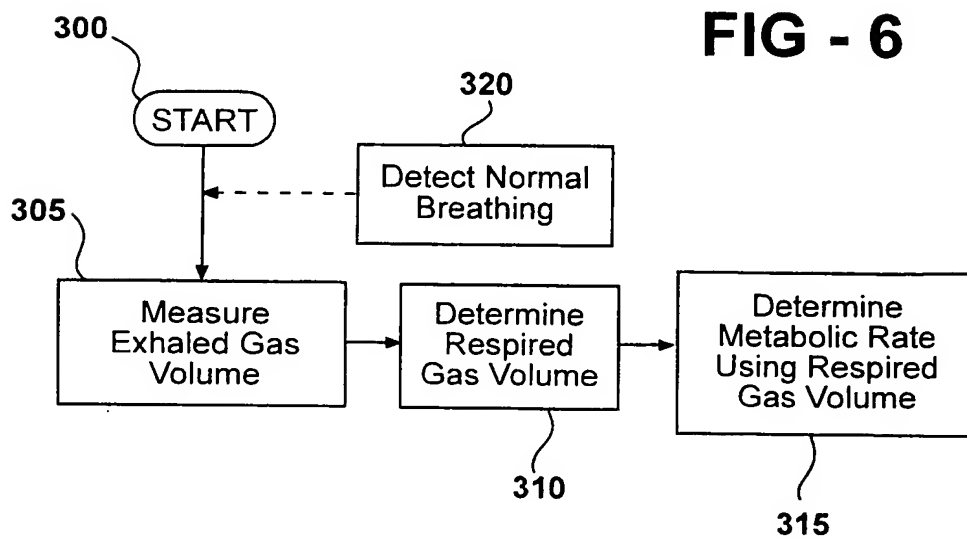 FIG - 6
300
START
320
Detect Normal
Breathing
305
Measure
Exhaled Gas
Volume
Determine
Respired
Gas Volume
310
Determine
Metabolic Rate
Using Respired
Gas Volume
315